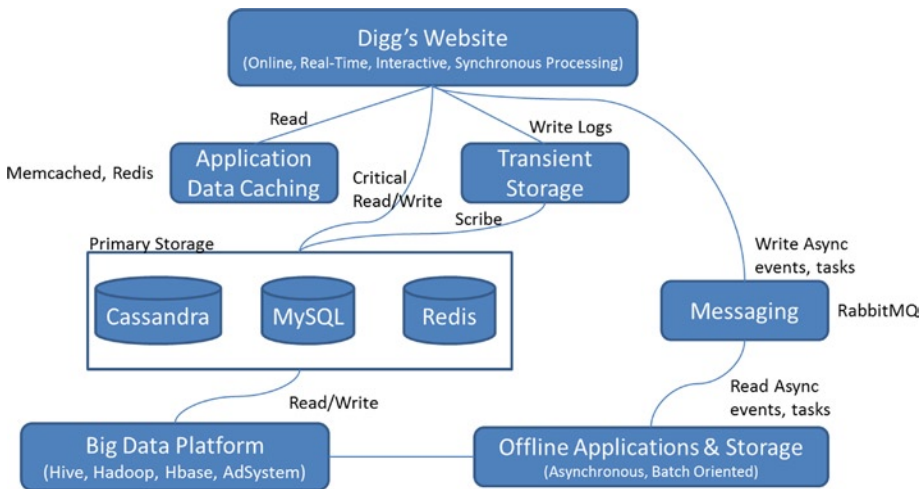 Digg's Website
(Online, Real-Time, Interactive, Synchronous Processing)
Read
Write Logs
Memcached, Redis
Application
Data Caching
Transient
Storage
Critical
Read/Write
Scribe
Write Async
events, tasks
Primary Storage
Cassandra
MySQL
Redis
Messaging
RabbitMQ
Read/Write
Read Async
events, tasks
Big Data Platform
(Hive, Hadoop, Hbase, AdSystem)
Offline Applications & Storage
(Asynchronous, Batch Oriented)